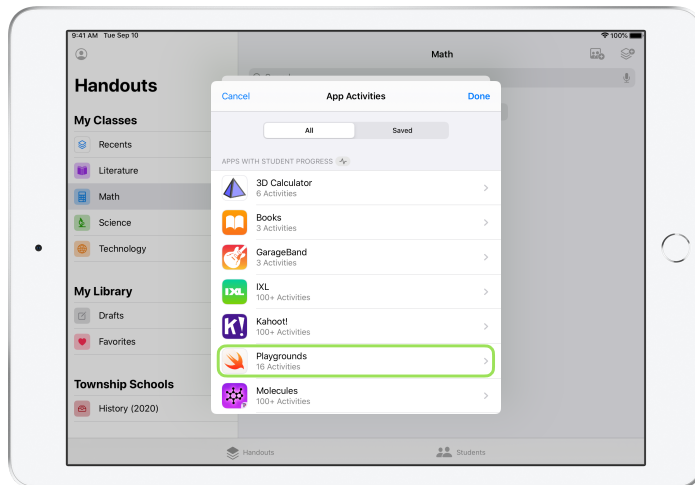 9:41 AM Tue Sep 10
100%
Math
Handouts
My Classes
Recents
Literature
Math
Science
Technology
My Library
Drafts
Favorites
Township Schools
History (2020)
Cancel
App Activities
Done
All
Saved
APPS WITH STUDENT PROGRESS
3D Calculator
6 Activities
Books
3 Activities
GarageBand
3 Activities
IXL
IXL
100+ Activities
K!
Kahoot!
100+ Activities
Playgrounds
16 Activities
Molecules
100+ Activities
Handouts
Students